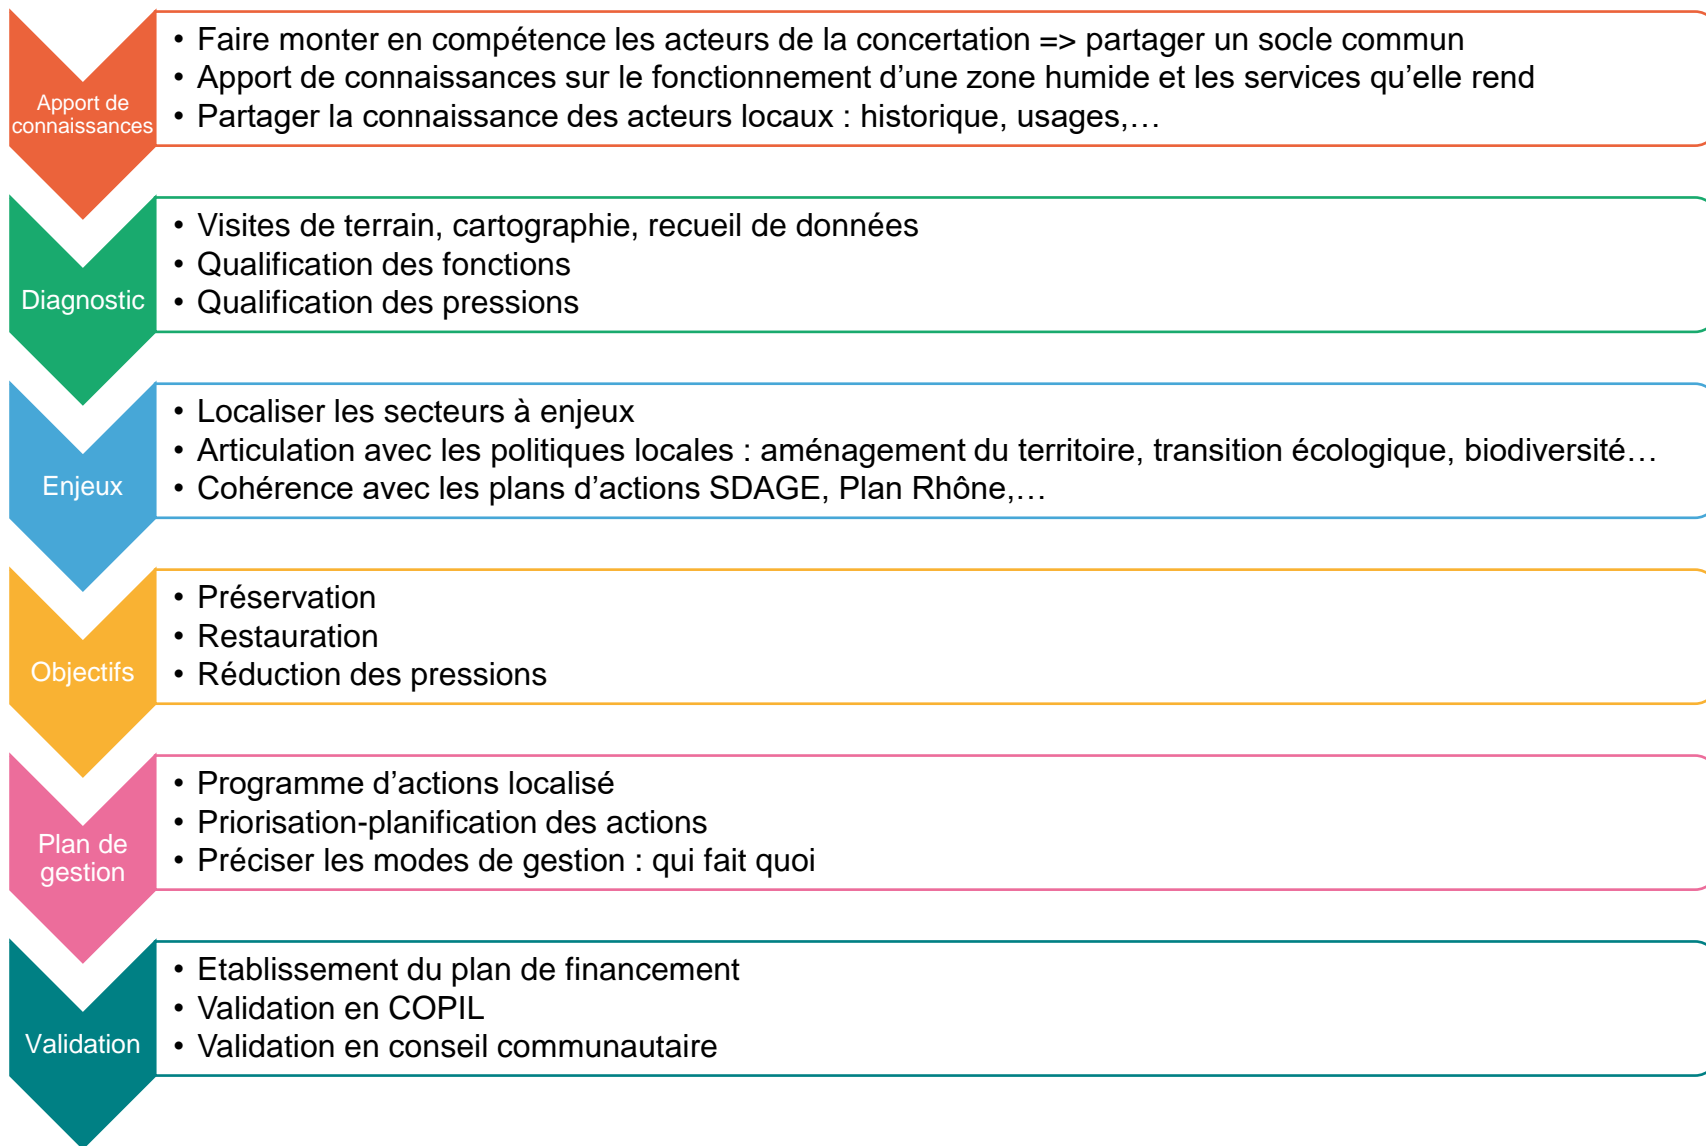 Apport de
connaissances
• Faire monter en compétence les acteurs de la concertation => partager un socle commun
• Apport de connaissances sur le fonctionnement d’une zone humide et les services qu’elle rend
• Partager la connaissance des acteurs locaux : historique, usages,…
Diagnostic
• Visites de terrain, cartographie, recueil de données
• Qualification des fonctions
• Qualification des pressions
Enjeux
• Localiser les secteurs à enjeux
• Articulation avec les politiques locales : aménagement du territoire, transition écologique, biodiversité…
• Cohérence avec les plans d’actions SDAGE, Plan Rhône,…
Objectifs
• Préservation
• Restauration
• Réduction des pressions
Plan de
gestion
• Programme d’actions localisé
• Priorisation-planification des actions
• Préciser les modes de gestion : qui fait quoi
Validation
• Etablissement du plan de financement
• Validation en COPIL
• Validation en conseil communautaire